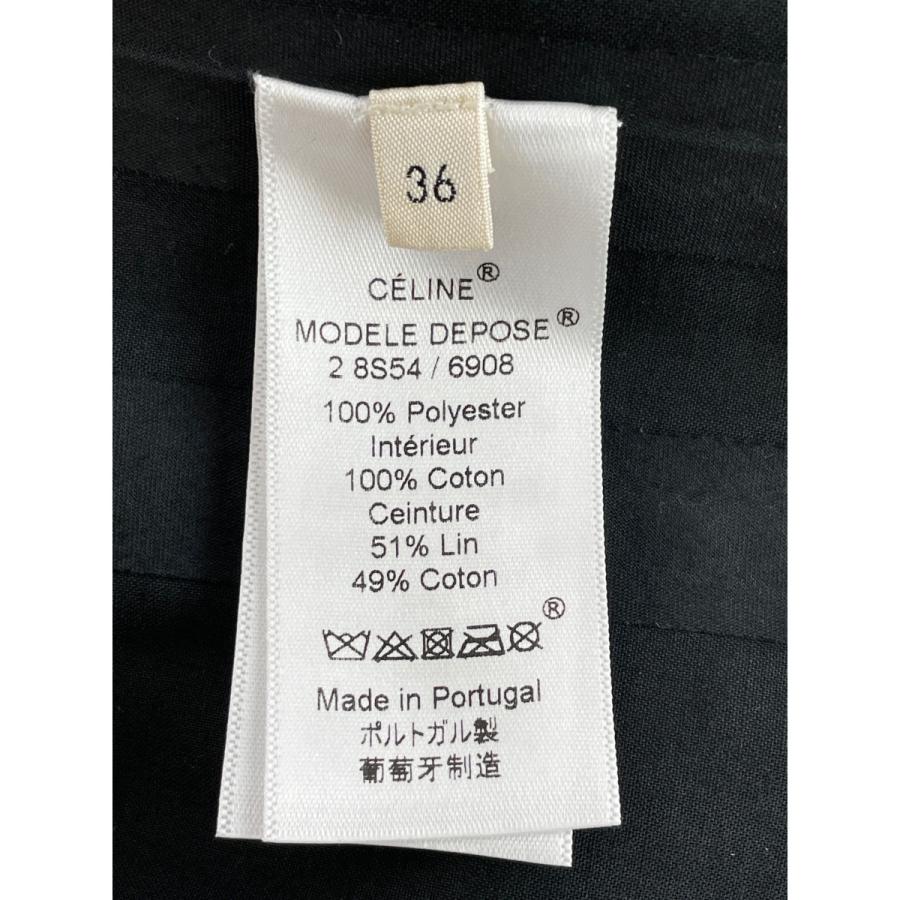 36
CÉLINE®
MODELE DEPOSE®
2 8S54 / 6908
100% Polyester
Intérieur
100% Coton
Ceinture
51% Lin
49% Coton
®
Made in Portugal
ポルトガル製
葡萄牙制造